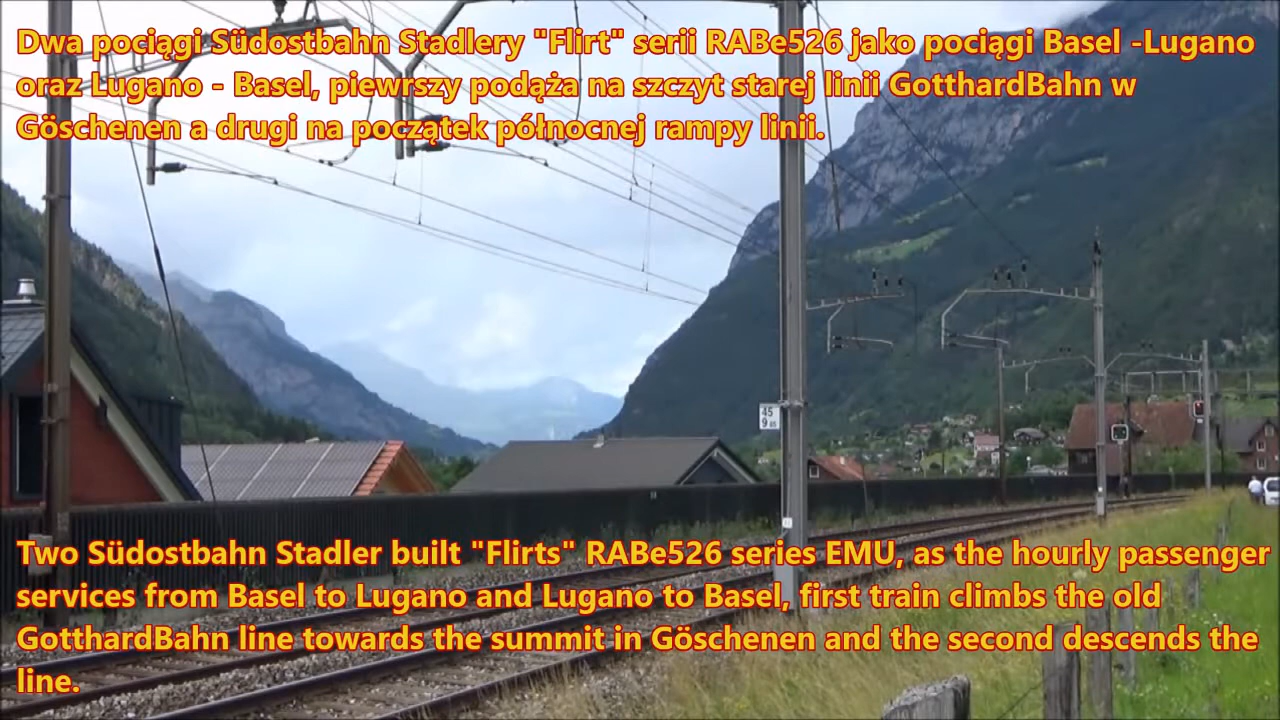 Dwa pociągi Südostbahn Stadlery "Flirt" serii RABe526 jako pociągi Basel -Lugano
oraz Lugano - Basel, piewrszy podąża na szczyt starej linii GotthardBahn w
Göschenen a drugi na początek północnej rampy linii.
45
9 85
Two Südostbahn Stadler built "Flirts" RABe526 series EMU, as the hourly passenger
services from Basel to Lugano and Lugano to Basel, first train climbs the old
GotthardBahn line towards the summit in Göschenen and the second descends the
line.